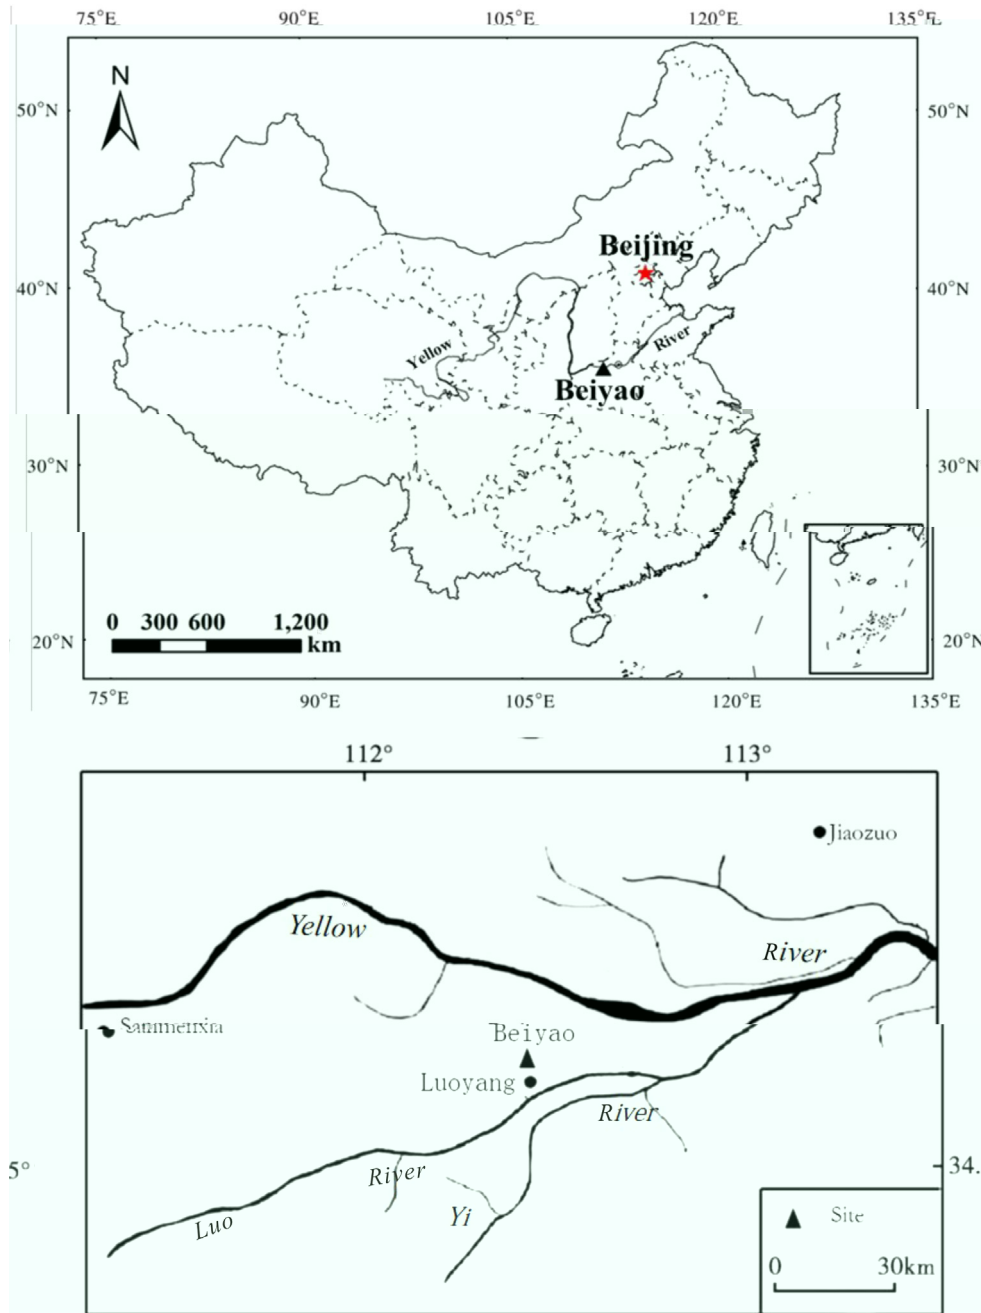 75°E 90°E 105°E 120°E 135°E
N
50°N 50°N
Beijing
40°N 40°N
Yellow River
Beiyao
30°N 30°N
0 300 600 1,200
km
20°N 20°N
75°E 90°E 105°E 120°E 135°E
112° 113°
Jiaozuo
Yellow River
Sanmenxia
Beiyao
Luoyang
River
5° River 34.
Luo Yi
Site
0 30km